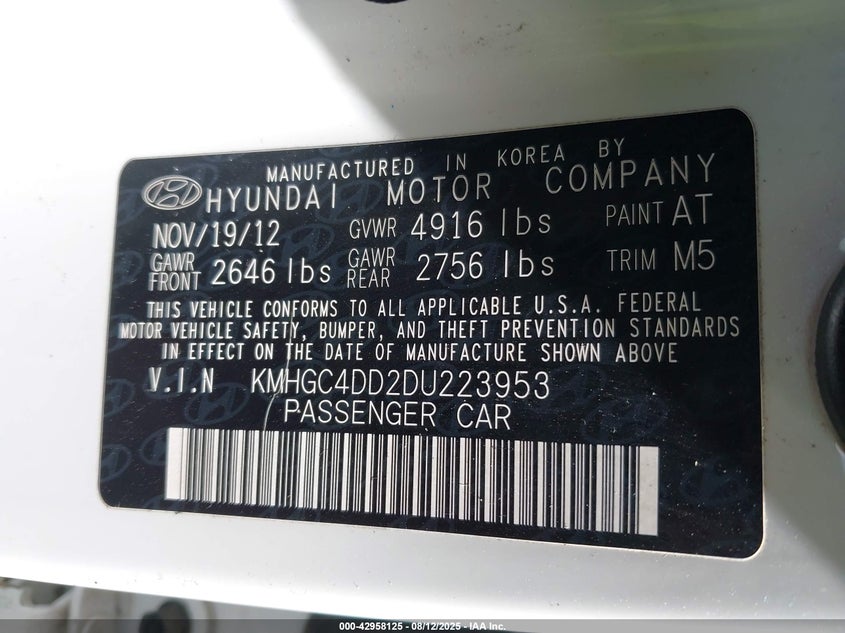 MANUFACTURED IN KOREA BY
HYUNDAI MOTOR COMPANY
NOV/19/12 GVWR 4916 lbs PAINT AT
GAWR FRONT 2646 lbs GAWR REAR 2756 lbs TRIM M5
THIS VEHICLE CONFORMS TO ALL APPLICABLE U.S.A. FEDERAL
MOTOR VEHICLE SAFETY, BUMPER, AND THEFT PREVENTION STANDARDS
IN EFFECT ON THE DATE OF MANUFACTURE SHOWN ABOVE
V.I.N KMHGC4DD2DU223953
PASSENGER CAR
000-42958125 - 08/12/2025 - IAA Inc.